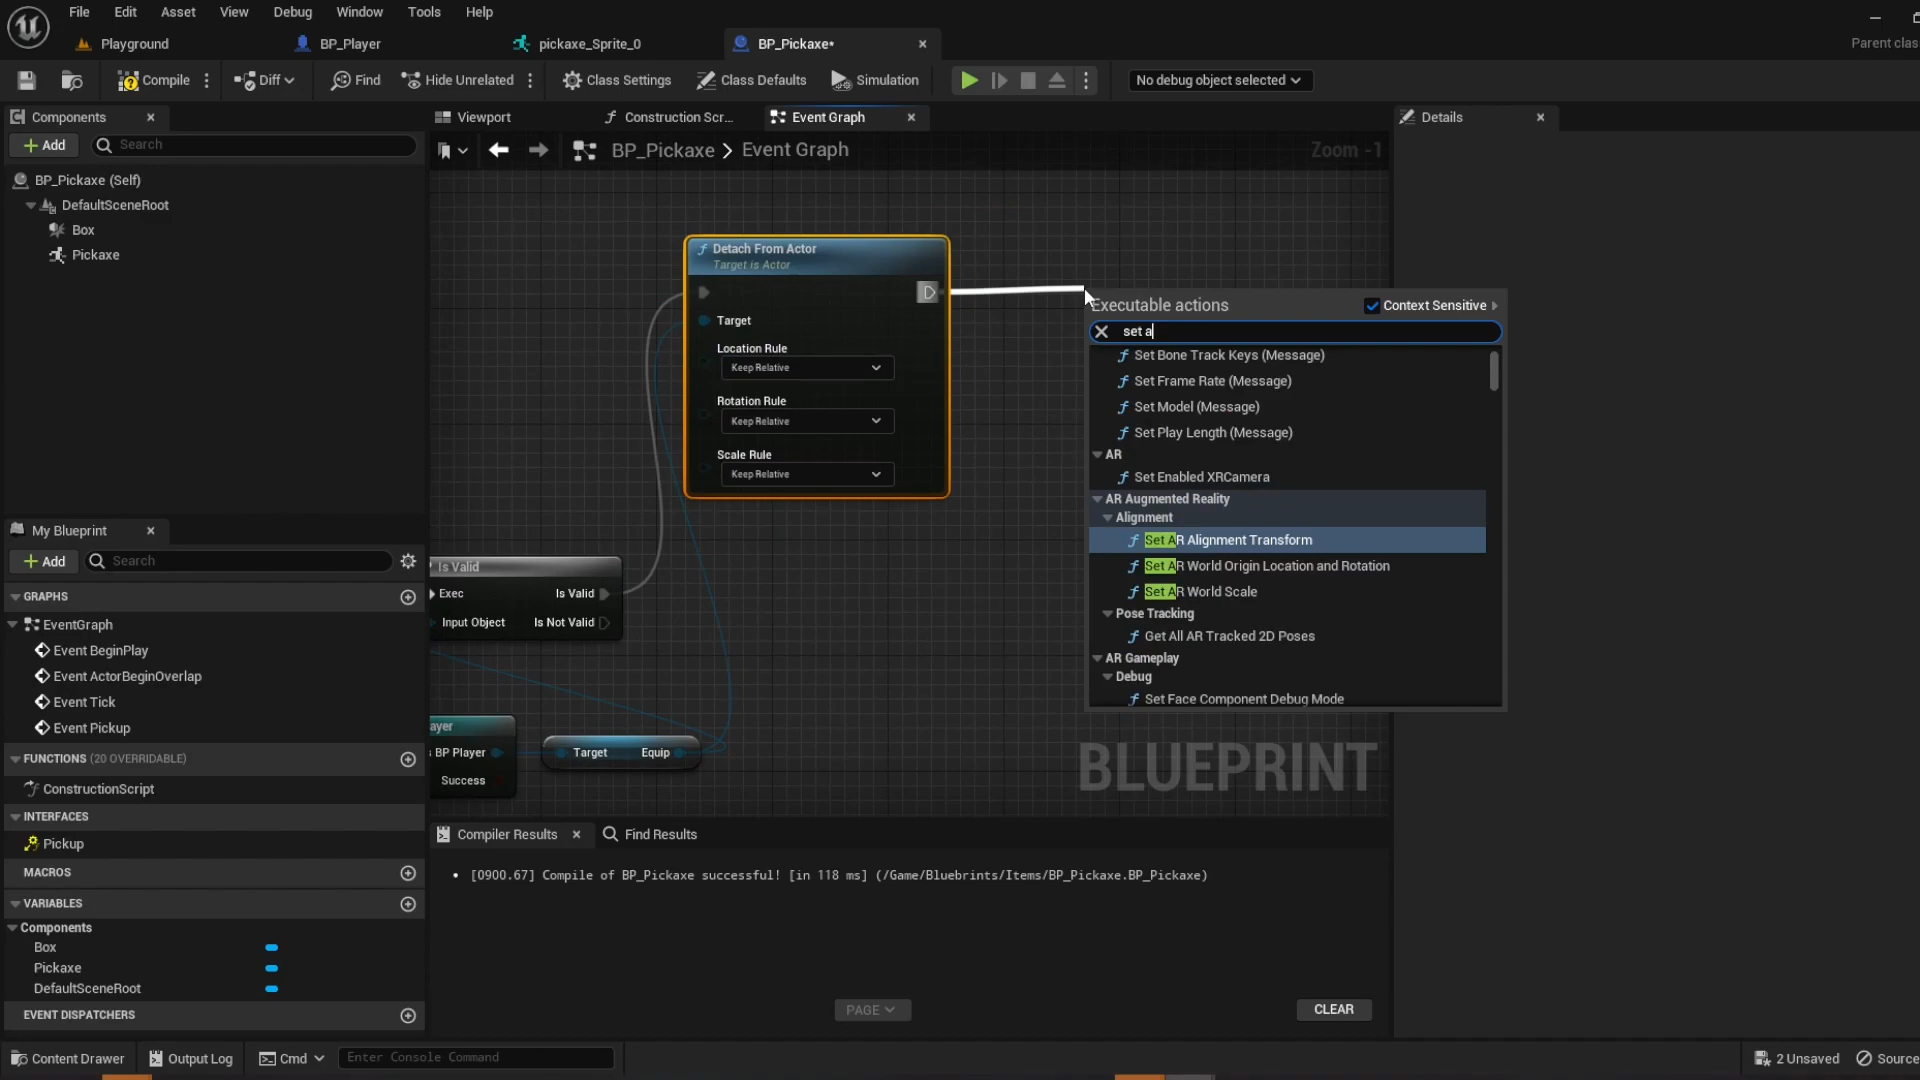 File Edit Asset View Debug Window Tools Help
Playground BP_Player pickaxe_Sprite_0 BP_Pickaxe*
Parent clas
Compile Diff Find Hide Unrelated Class Settings Class Defaults Simulation No debug object selected
Components
Viewport Construction Scr... Event Graph
Details
Add Search
BP_Pickaxe > Event Graph
Zoom -1
BP_Pickaxe (Self)
DefaultSceneRoot
Box
Pickaxe
Detach From Actor
Target is Actor
Target
Location Rule
Keep Relative
Rotation Rule
Keep Relative
Scale Rule
Keep Relative
Is Valid
Exec Is Valid
Input Object Is Not Valid
ayer
BP Player
Success
Target Equip
Executable actions Context Sensitive
set a
Set Bone Track Keys (Message)
Set Frame Rate (Message)
Set Model (Message)
Set Play Length (Message)
AR
Set Enabled XRCamera
AR Augmented Reality
Alignment
Set AR Alignment Transform
Set AR World Origin Location and Rotation
Set AR World Scale
Pose Tracking
Get All AR Tracked 2D Poses
AR Gameplay
Debug
Set Face Component Debug Mode
BLUEPRINT
My Blueprint
Add Search
GRAPHS
EventGraph
Event BeginPlay
Event ActorBeginOverlap
Event Tick
Event Pickup
FUNCTIONS (20 OVERRIDABLE)
ConstructionScript
INTERFACES
Pickup
MACROS
VARIABLES
Components
Box
Pickaxe
DefaultSceneRoot
EVENT DISPATCHERS
Compiler Results Find Results
[0900.67] Compile of BP_Pickaxe successful! [in 118 ms] (/Game/Bluebrints/Items/BP_Pickaxe.BP_Pickaxe)
PAGE CLEAR
Content Drawer Output Log Cmd Enter Console Command 2 Unsaved Source